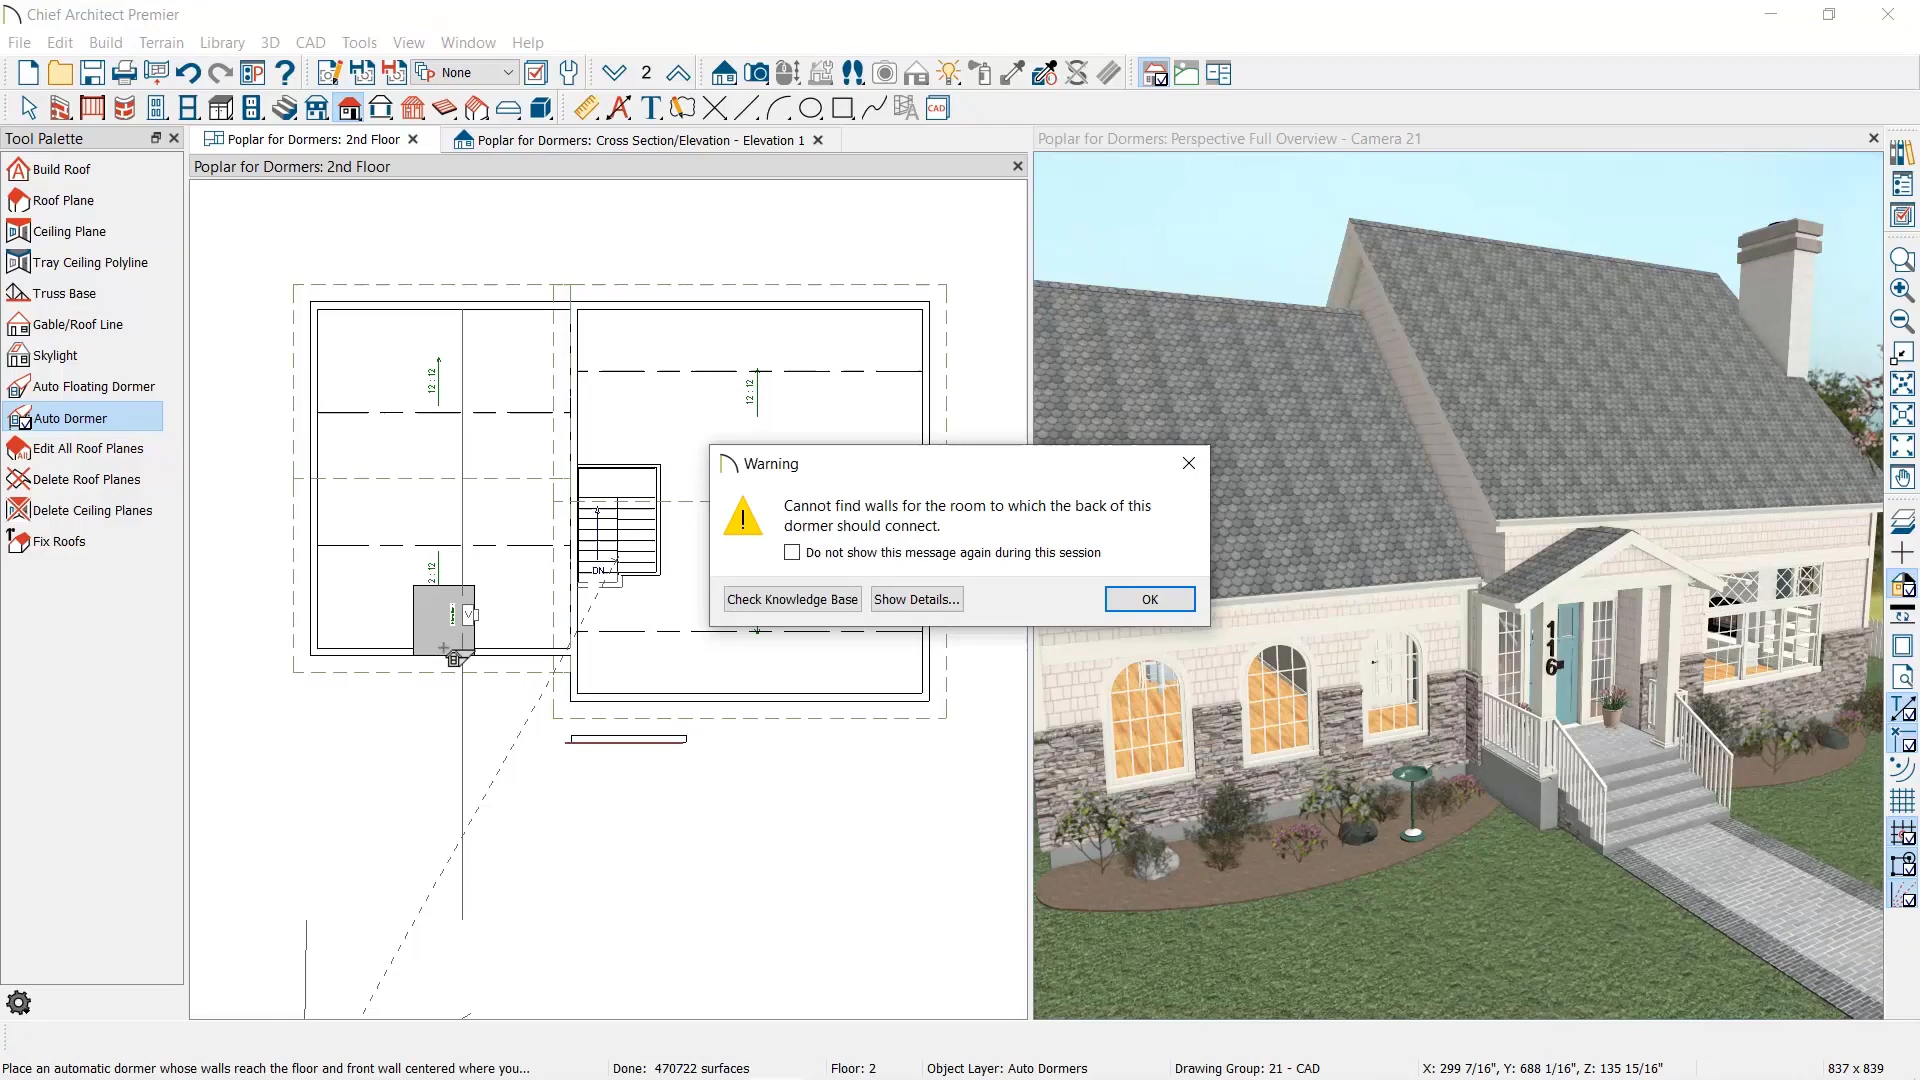 Chief Architect Premier
File Edit Build Terrain Library 3D CAD Tools View Window Help
None
2
CAD
Tool Palette
Poplar for Dormers: 2nd Floor
Poplar for Dormers: Cross Section/Elevation - Elevation 1
Poplar for Dormers: Perspective Full Overview - Camera 21
Poplar for Dormers: 2nd Floor
Build Roof
Roof Plane
Ceiling Plane
Tray Ceiling Polyline
Truss Base
Gable/Roof Line
Skylight
Auto Floating Dormer
Auto Dormer
Edit All Roof Planes
Delete Roof Planes
Delete Ceiling Planes
Fix Roofs
12 : 12
12 : 12
2 : 12
DN
Warning
Cannot find walls for the room to which the back of this
dormer should connect.
Do not show this message again during this session
Check Knowledge Base
Show Details...
OK
116
Place an automatic dormer whose walls reach the floor and front wall centered where you...
Done: 470722 surfaces
Floor: 2
Object Layer: Auto Dormers
Drawing Group: 21 - CAD
X: 299 7/16", Y: 688 1/16", Z: 135 15/16"
837 x 839